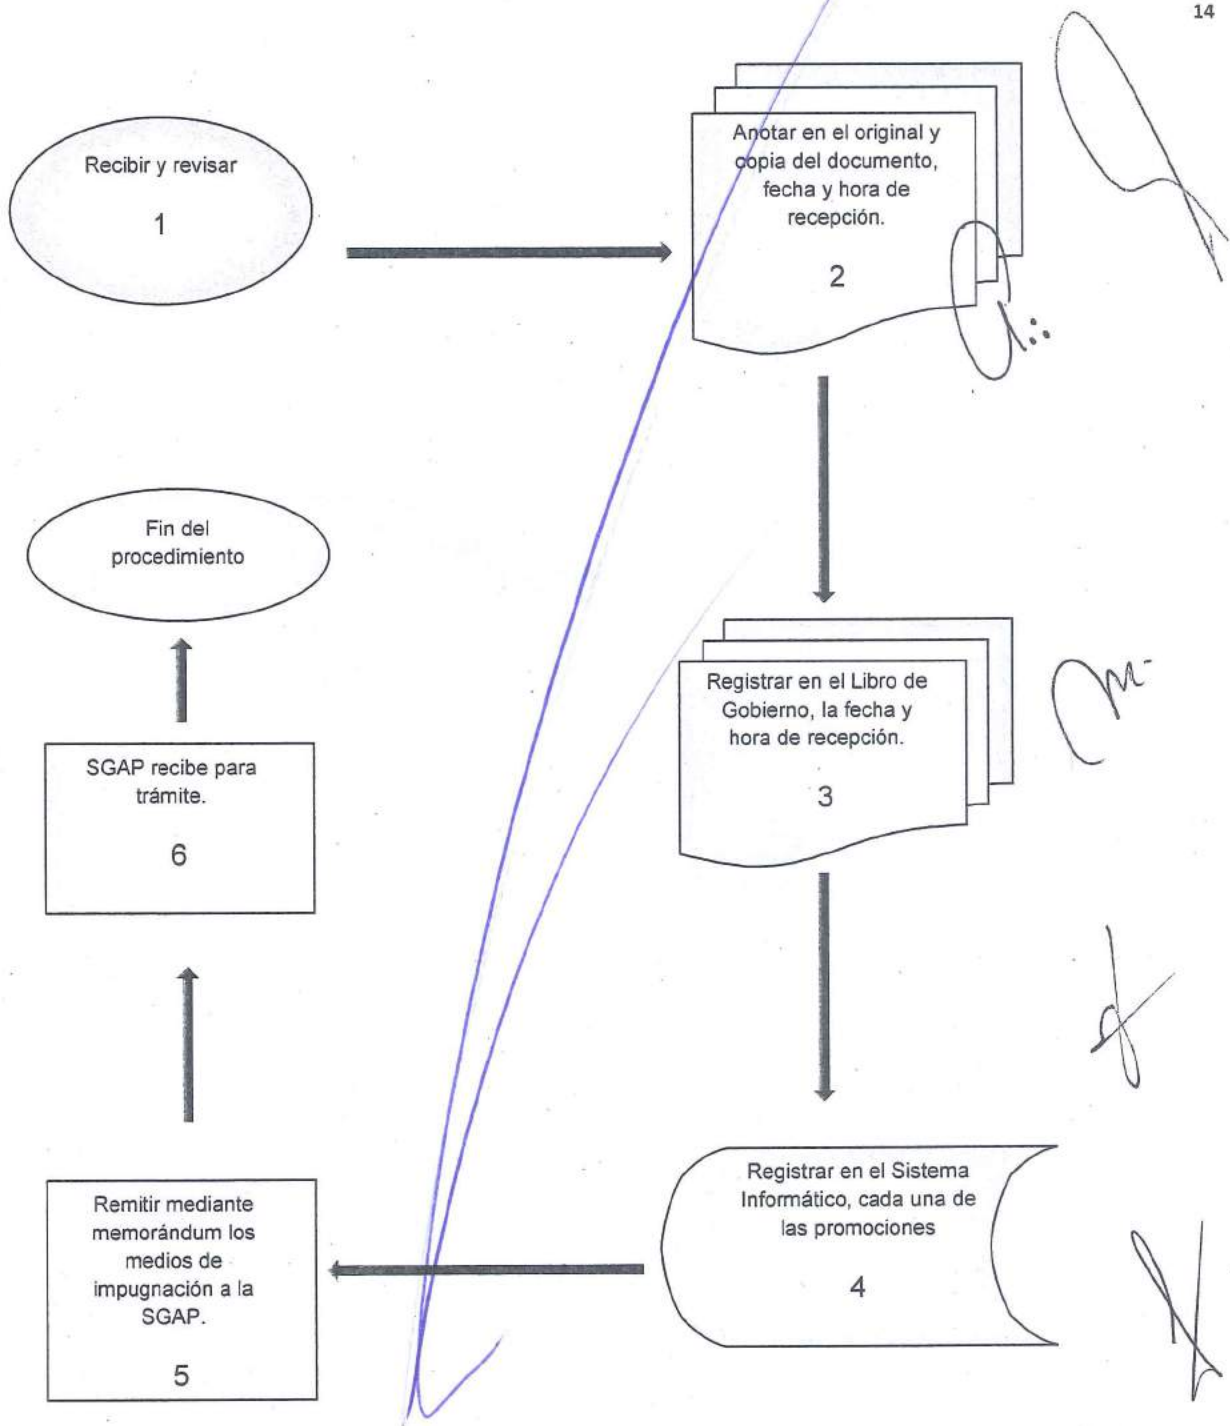 14
Recibir y revisar
1
Anotar en el original y
copia del documento,
fecha y hora de
recepción.
2
Registrar en el Libro de
Gobierno, la fecha y
hora de recepción.
3
Registrar en el Sistema
Informático, cada una de
las promociones
4
Remitir mediante
memorándum los
medios de
impugnación a la
SGAP.
5
SGAP recibe para
trámite.
6
Fin del
procedimiento